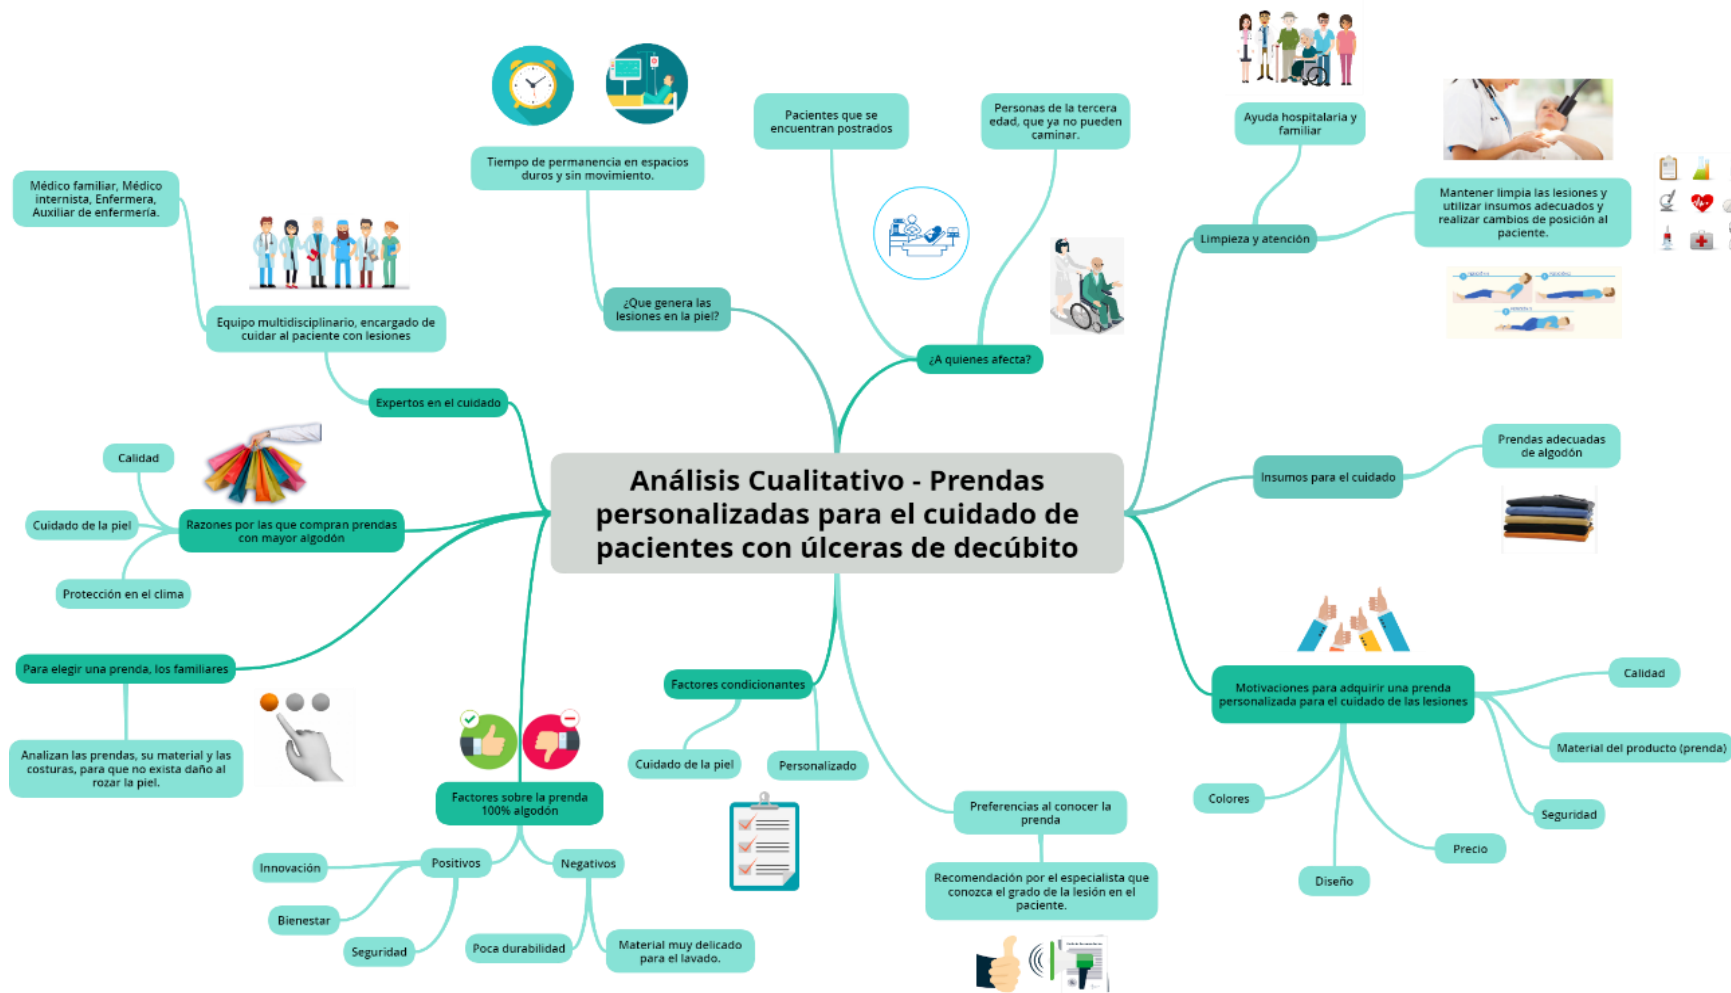 Análisis Cualitativo - Prendas
personalizadas para el cuidado de
pacientes con úlceras de decúbito
¿Que genera las
lesiones en la piel?
Tiempo de permanencia en espacios
duros y sin movimiento.
¿A quienes afecta?
Pacientes que se
encuentran postrados
Personas de la tercera
edad, que ya no pueden
caminar.
Limpieza y atención
Ayuda hospitalaria y
familiar
Mantener limpia las lesiones y
utilizar insumos adecuados y
realizar cambios de posición al
paciente.
Insumos para el cuidado
Prendas adecuadas
de algodón
Motivaciones para adquirir una prenda
personalizada para el cuidado de las lesiones
Calidad
Material del producto (prenda)
Seguridad
Precio
Diseño
Colores
Preferencias al conocer la
prenda
Recomendación por el especialista que
conozca el grado de la lesión en el
paciente.
Factores condicionantes
Cuidado de la piel
Personalizado
Factores sobre la prenda
100% algodón
Positivos
Innovación
Bienestar
Seguridad
Negativos
Poca durabilidad
Material muy delicado
para el lavado.
Para elegir una prenda, los familiares
Analizan las prendas, su material y las
costuras, para que no exista daño al
rozar la piel.
Razones por las que compran prendas
con mayor algodón
Calidad
Cuidado de la piel
Protección en el clima
Expertos en el cuidado
Equipo multidisciplinario, encargado de
cuidar al paciente con lesiones
Médico familiar, Médico
internista, Enfermera,
Auxiliar de enfermería.